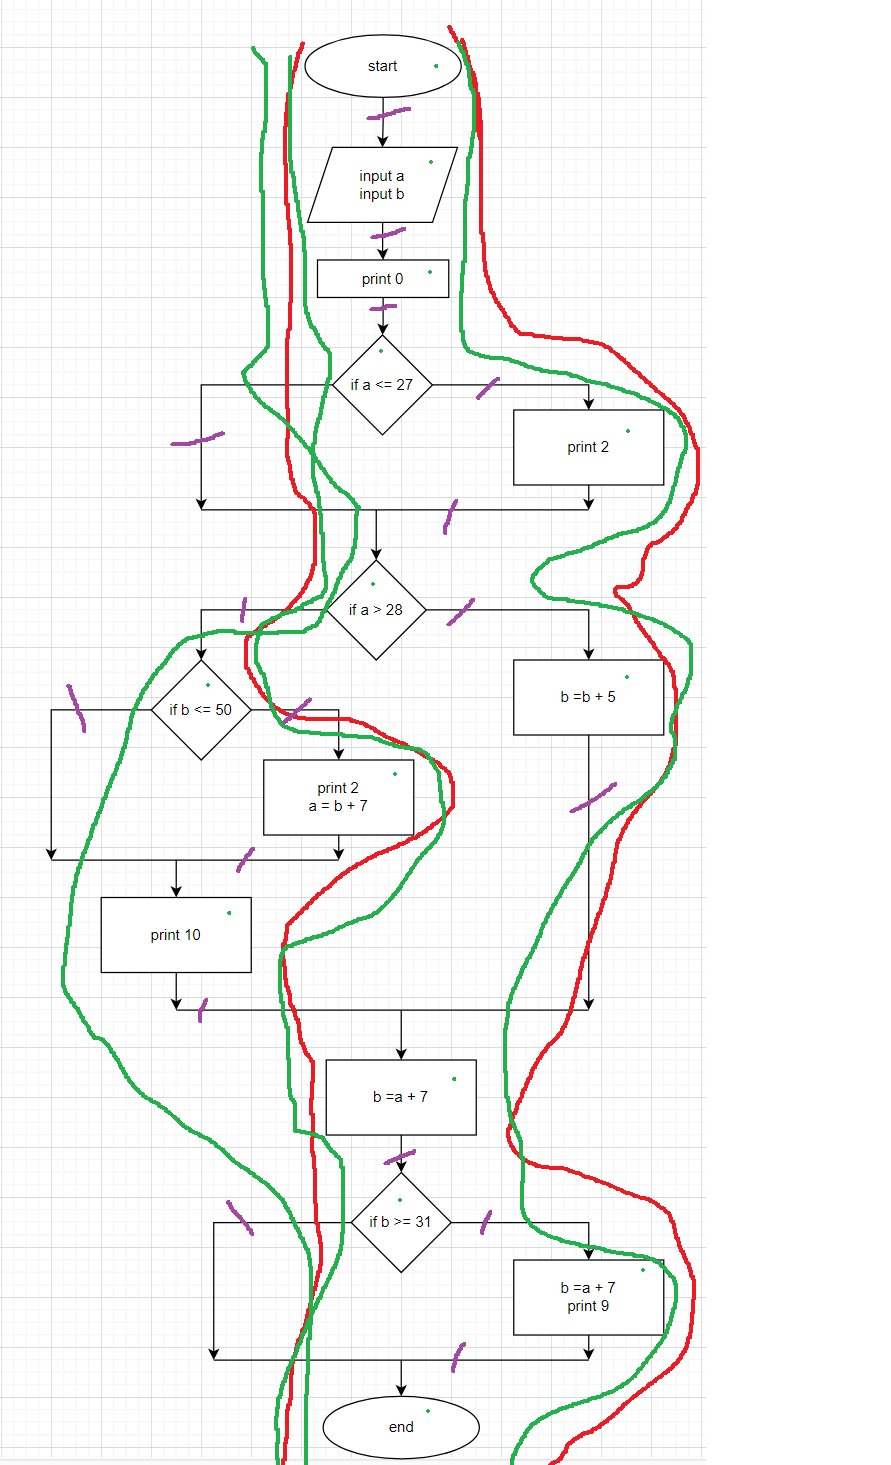 start
input a
input b
print 0
if a <= 27
print 2
if a > 28
b =b + 5
if b <= 50
print 2
a = b + 7
print 10
b =a + 7
if b >= 31
b =a + 7
print 9
end